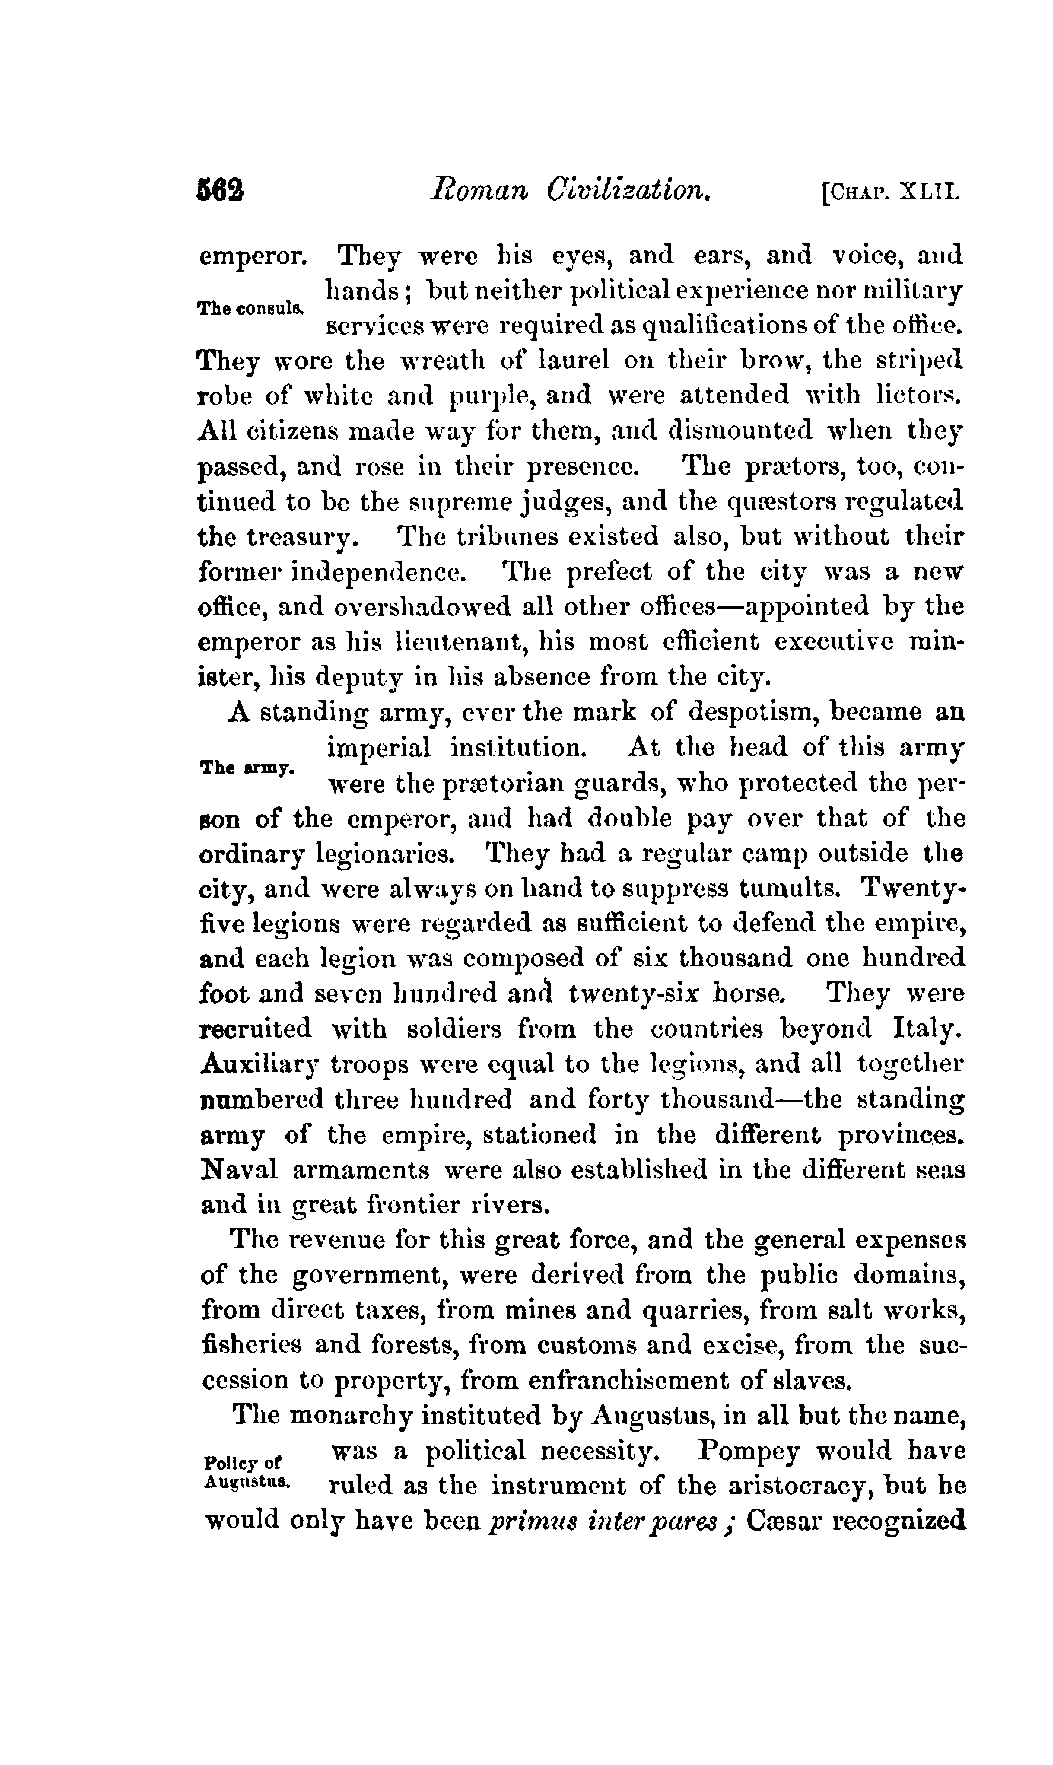 562 Roman Civilization. [CHAP. XLII.
emperor. They were his eyes, and ears, and voice, and
The consuls.
hands; but neither political experience nor military
services were required as qualifications of the office.
They wore the wreath of laurel on their brow, the striped
robe of white and purple, and were attended with lictors.
All citizens made way for them, and dismounted when they
passed, and rose in their presence. The prætors, too, con-
tinued to be the supreme judges, and the quæstors regulated
the treasury. The tribunes existed also, but without their
former independence. The prefect of the city was a new
office, and overshadowed all other offices—appointed by the
emperor as his lieutenant, his most efficient executive min-
ister, his deputy in his absence from the city.
A standing army, ever the mark of despotism, became an
The army.
imperial institution. At the head of this army
were the prætorian guards, who protected the per-
son of the emperor, and had double pay over that of the
ordinary legionaries. They had a regular camp outside the
city, and were always on hand to suppress tumults. Twenty-
five legions were regarded as sufficient to defend the empire,
and each legion was composed of six thousand one hundred
foot and seven hundred and twenty-six horse. They were
recruited with soldiers from the countries beyond Italy.
Auxiliary troops were equal to the legions, and all together
numbered three hundred and forty thousand—the standing
army of the empire, stationed in the different provinces.
Naval armaments were also established in the different seas
and in great frontier rivers.
The revenue for this great force, and the general expenses
of the government, were derived from the public domains,
from direct taxes, from mines and quarries, from salt works,
fisheries and forests, from customs and excise, from the suc-
cession to property, from enfranchisement of slaves.
The monarchy instituted by Augustus, in all but the name,
Policy of
Augustus.
was a political necessity. Pompey would have
ruled as the instrument of the aristocracy, but he
would only have been primus inter pares; Cæsar recognized